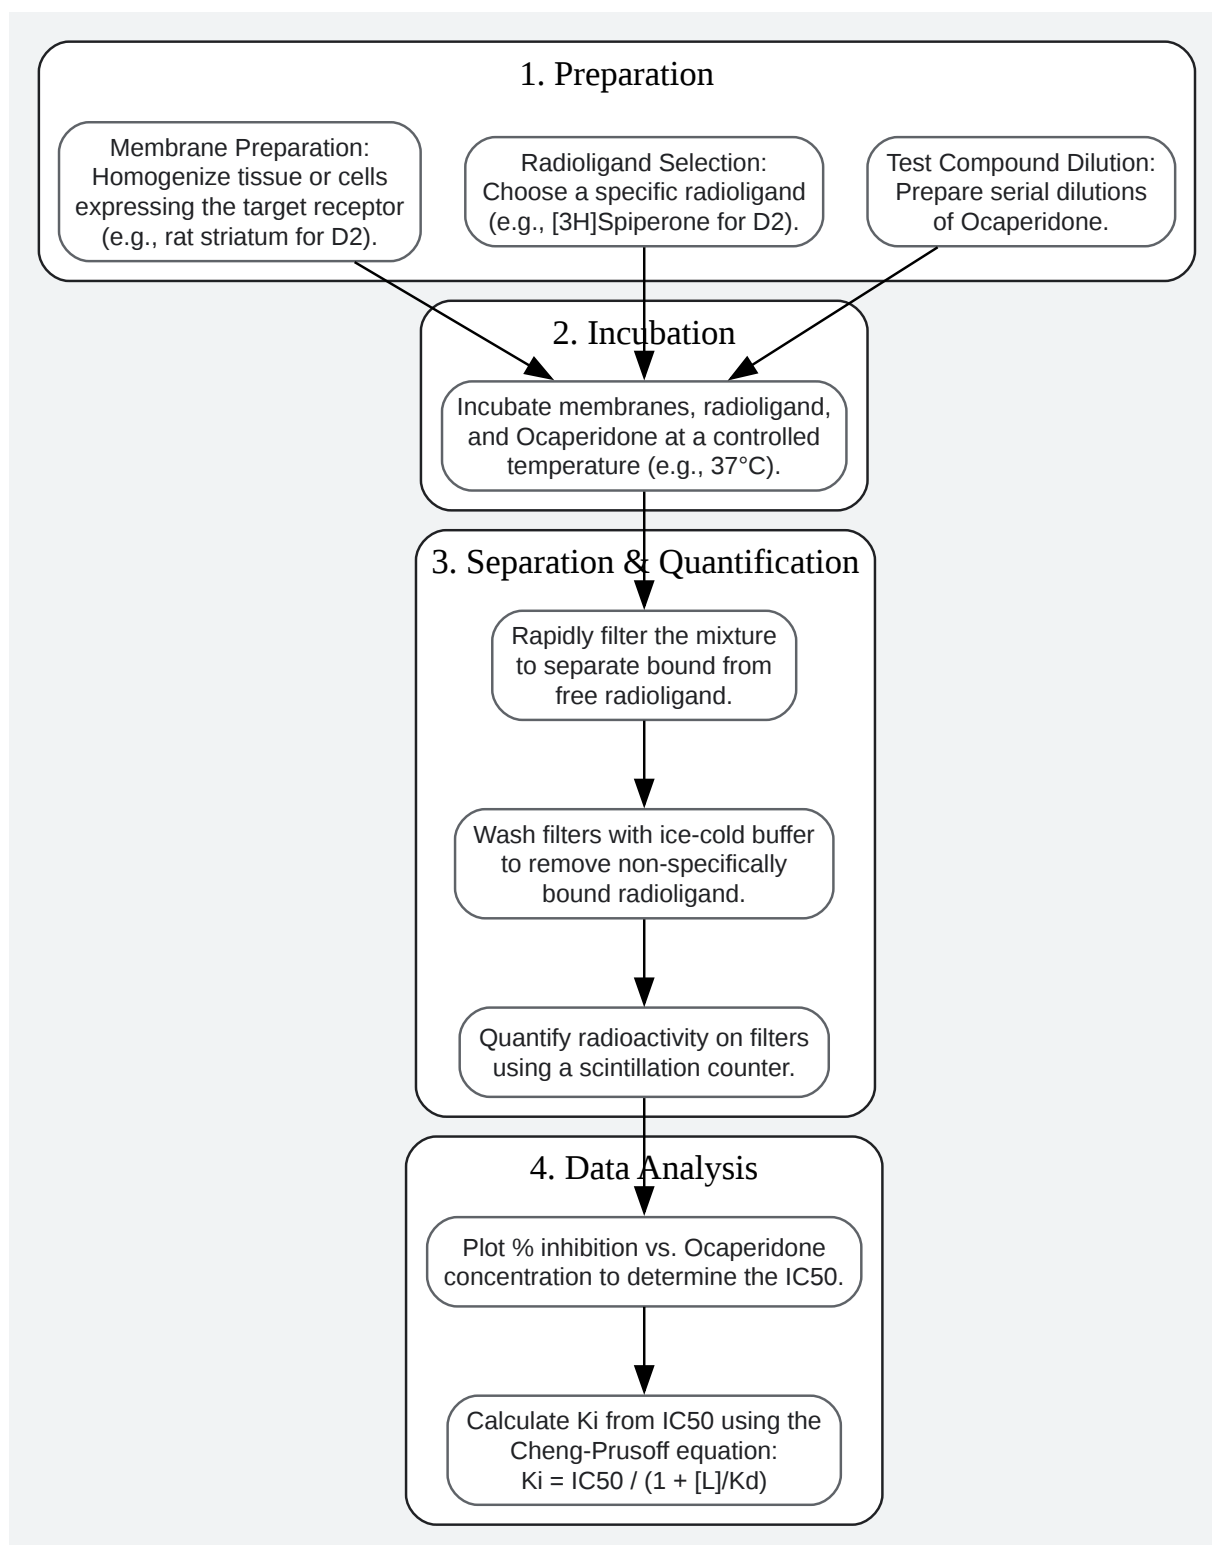 1. Preparation
Membrane Preparation:
Homogenize tissue or cells
expressing the target receptor
(e.g., rat striatum for D2).
Radioligand Selection:
Choose a specific radioligand
(e.g., [3H]Spiperone for D2).
Test Compound Dilution:
Prepare serial dilutions
of Ocaperidone.
2. Incubation
Incubate membranes, radioligand,
and Ocaperidone at a controlled
temperature (e.g., 37°C).
3. Separation & Quantification
Rapidly filter the mixture
to separate bound from
free radioligand.
Wash filters with ice-cold buffer
to remove non-specifically
bound radioligand.
Quantify radioactivity on filters
using a scintillation counter.
4. Data Analysis
Plot % inhibition vs. Ocaperidone
concentration to determine the IC50.
Calculate Ki from IC50 using the
Cheng-Prusoff equation:
Ki = IC50 / (1 + [L]/Kd)